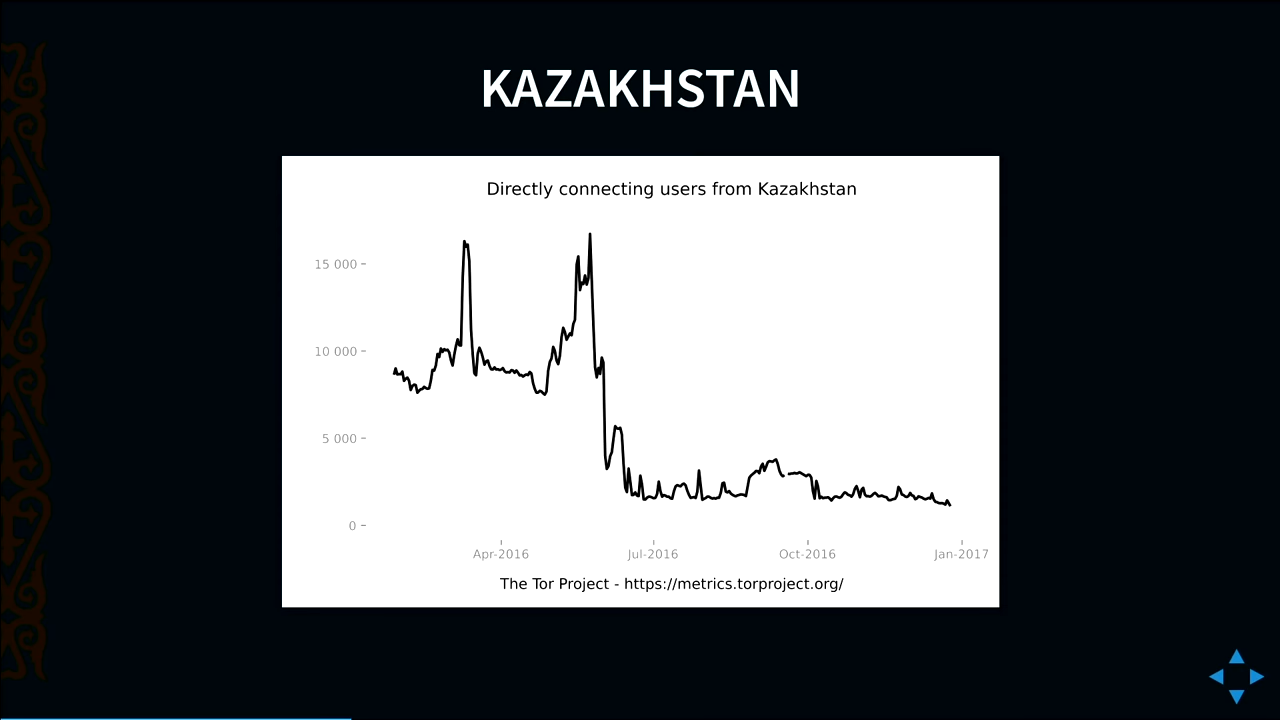 KAZAKHSTAN
Directly connecting users from Kazakhstan
15 000
10 000
5 000
0
Apr-2016 Jul-2016 Oct-2016 Jan-2017
The Tor Project - https://metrics.torproject.org/